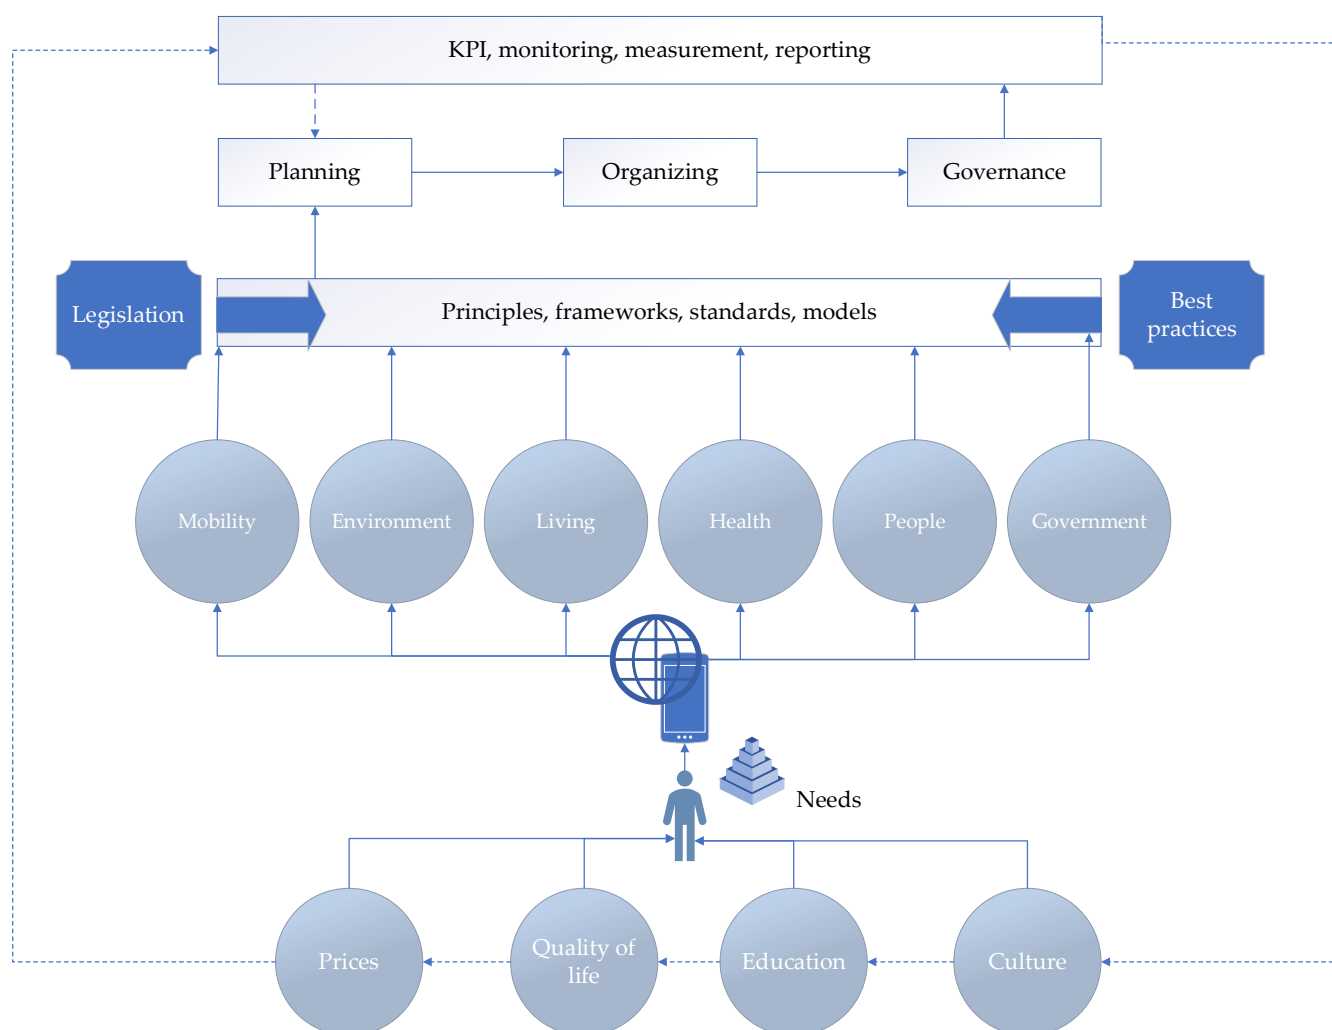 KPI, monitoring, measurement, reporting
Planning
Organizing
Governance
Legislation
Principles, frameworks, standards, models
Best
practices
Mobility
Environment
Living
Health
People
Government
Needs
Prices
Quality of
life
Education
Culture